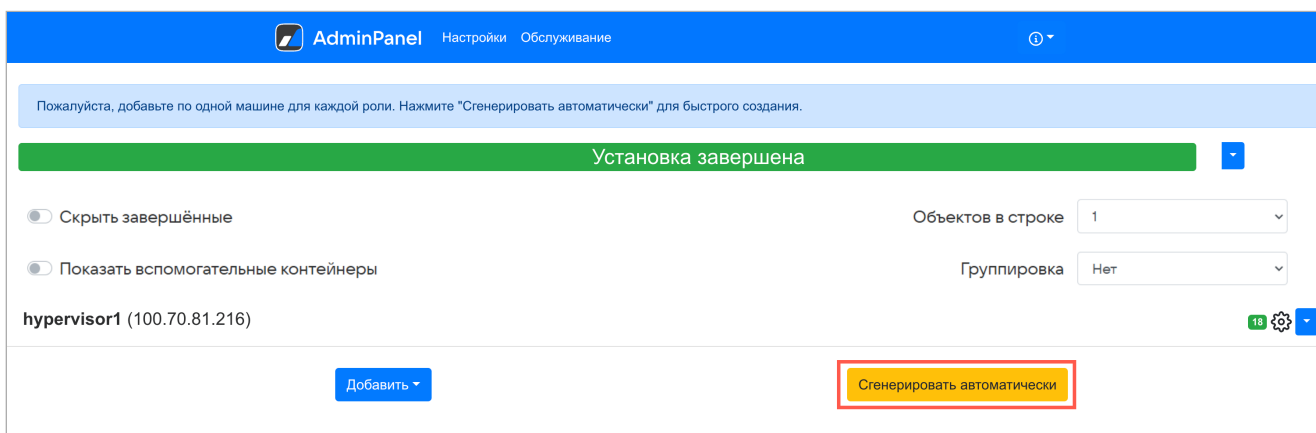 AdminPanel Настройки Обслуживание
Пожалуйста, добавьте по одной машине для каждой роли. Нажмите "Сгенерировать автоматически" для быстрого создания.
Установка завершена
Скрыть завершённые Объектов в строке 1
Показать вспомогательные контейнеры Группировка Нет
hypervisor1 (100.70.81.216) 18
Добавить Сгенерировать автоматически